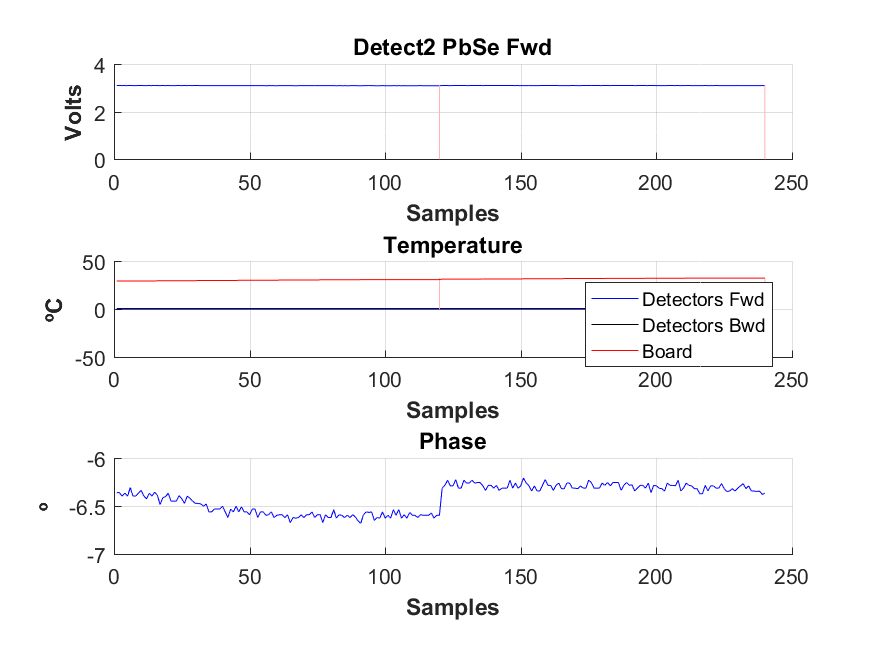 Detect2 PbSe Fwd
4
2
0
Volts
0 50 100 150 200 250
Samples
Temperature
50
0
-50
ºC
Detectors Fwd
Detectors Bwd
Board
0 50 100 150 200 250
Samples
Phase
-6
-6.5
-7
º
0 50 100 150 200 250
Samples